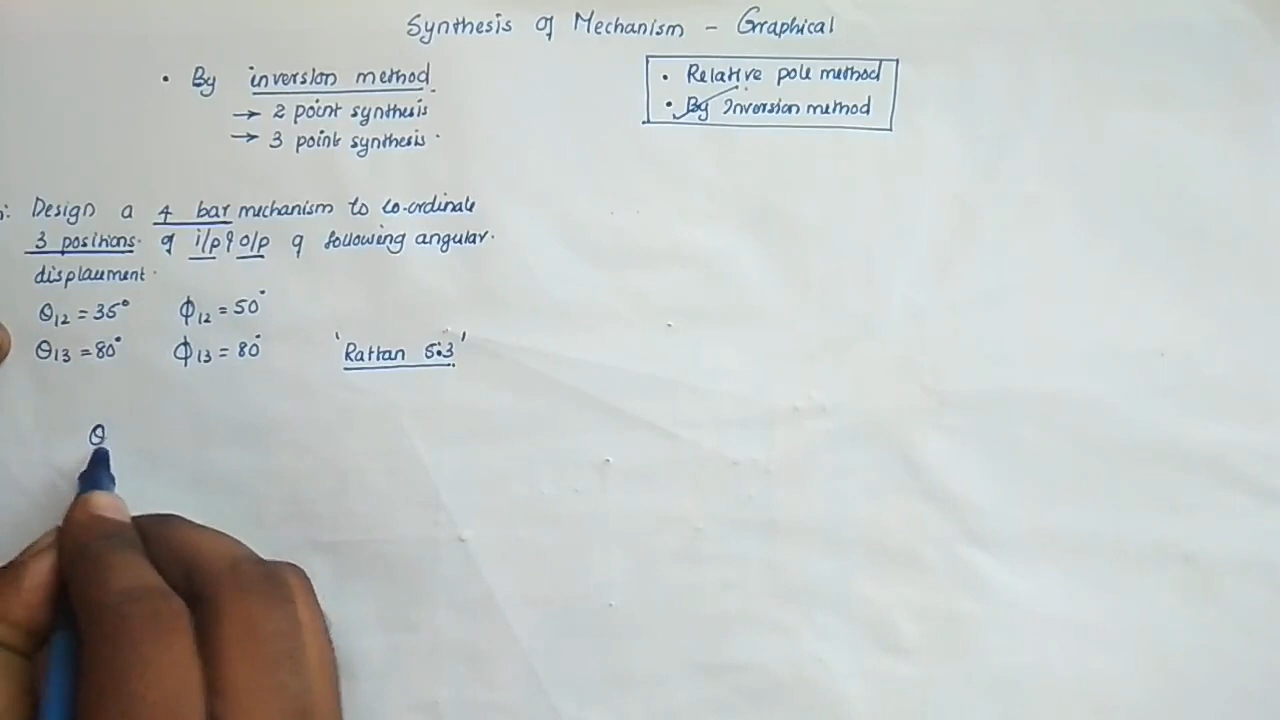 Synthesis of Mechanism - Graphical
• By inversion method.
→ 2 point synthesis
→ 3 point synthesis.
• Relative pole method
• By Inversion method
Design a 4 bar mechanism to co-ordinate
3 positions. of i/p & o/p of following angular.
displacement.
θ12 = 35° ϕ12 = 50°
θ13 = 80° ϕ13 = 80° 'Rattan 5.3'
θ